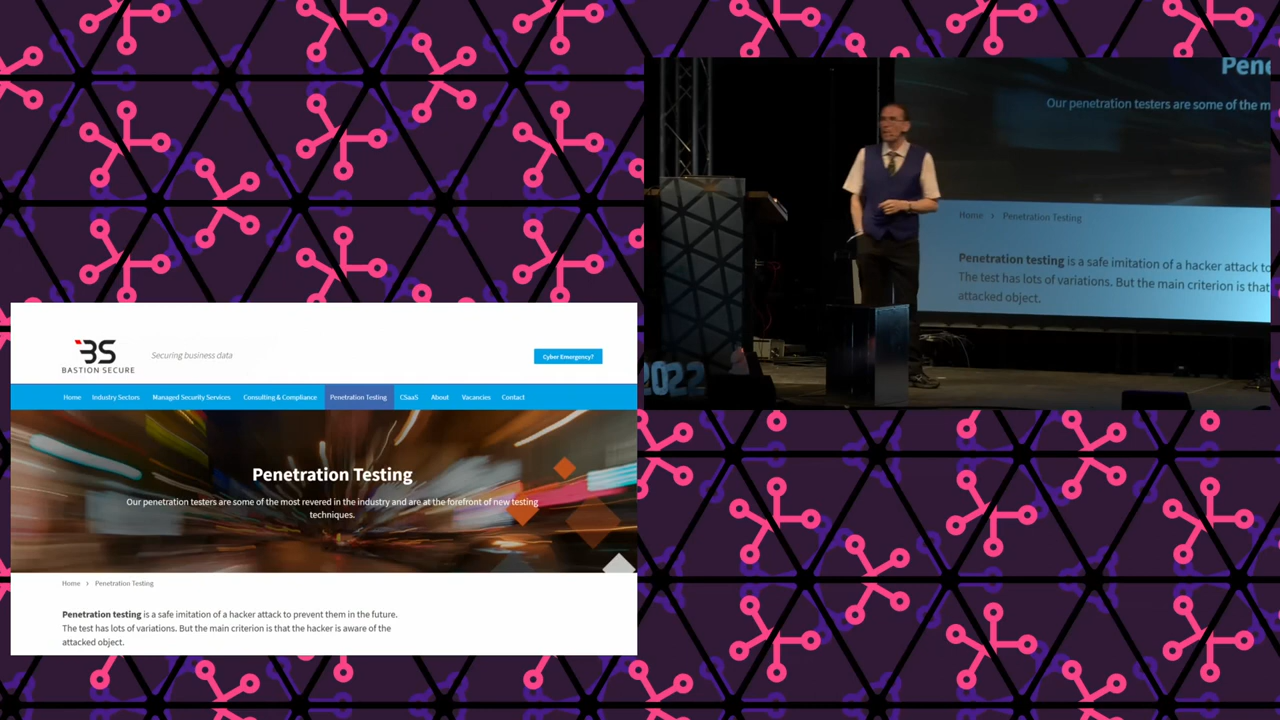 BS
BASTION SECURE
Securing business data
Cyber Emergency?
Home
Industry Sectors
Managed Security Services
Consulting & Compliance
Penetration Testing
CSaaS
About
Vacancies
Contact
Penetration Testing
Our penetration testers are some of the most revered in the industry and are at the forefront of new testing
techniques.
Home › Penetration Testing
Penetration testing is a safe imitation of a hacker attack to prevent them in the future.
The test has lots of variations. But the main criterion is that the hacker is aware of the
attacked object.
Pene
Our penetration testers are some of the m
Home › Penetration Testing
Penetration testing is a safe imitation of a hacker attack to
The test has lots of variations. But the main criterion is that
attacked object.
2022